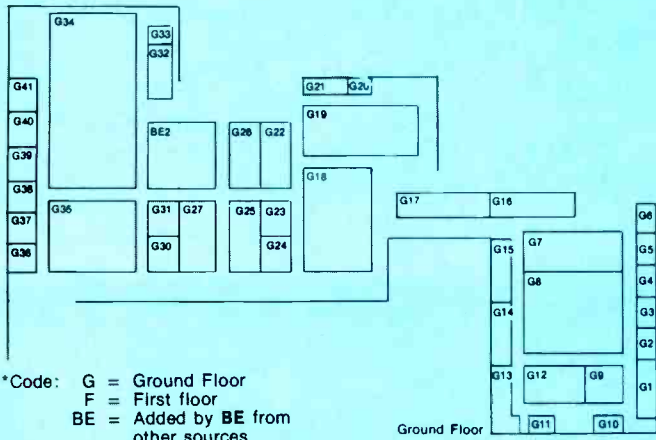 G34
G33
G32
G41
G21 G20
G40
G19
BE2 G26 G22
G39
G18
G38
G17 G16
G35 G31 G27 G25 G23
G6
G37
G7
G30 G24
G15 G5
G36
G8 G4
G14 G3
G2
G13 G12 G9
*Code: G = Ground Floor
G1
F = First floor
BE = Added by BE from
Ground Floor G11 G10
other sources